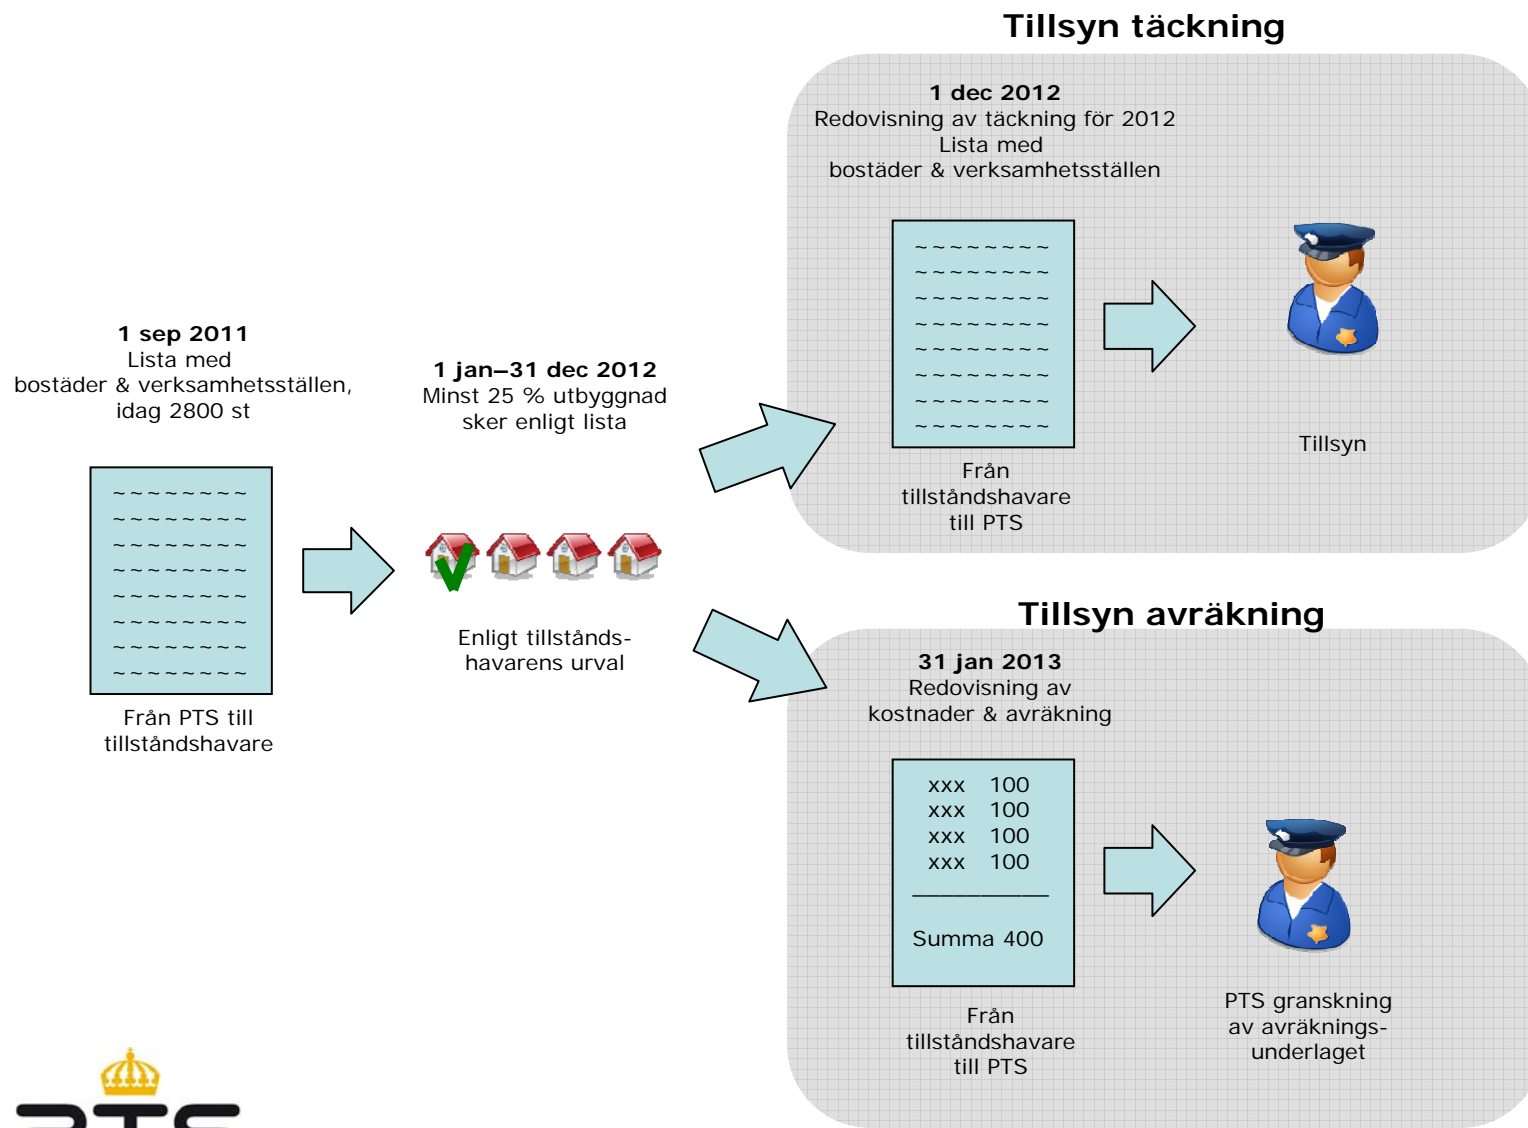 Tillsyn täckning
1 dec 2012
Redovisning av täckning för 2012
Lista med
bostäder & verksamhetsställen
~~~~~~~~
~~~~~~~~
~~~~~~~~
~~~~~~~~
~~~~~~~~
~~~~~~~~
~~~~~~~~
~~~~~~~~
Från
tillståndshavare
till PTS
Tillsyn
1 sep 2011
Lista med
bostäder & verksamhetsställen,
idag 2800 st
~~~~~~~~
~~~~~~~~
~~~~~~~~
~~~~~~~~
~~~~~~~~
~~~~~~~~
~~~~~~~~
~~~~~~~~
Från PTS till
tillståndshavare
1 jan–31 dec 2012
Minst 25 % utbyggnad
sker enligt lista
Enligt tillstånds-
havarens urval
Tillsyn avräkning
31 jan 2013
Redovisning av
kostnader & avräkning
xxx 100
xxx 100
xxx 100
xxx 100
Summa 400
Från
tillståndshavare
till PTS
PTS granskning
av avräknings-
underlaget
PTS